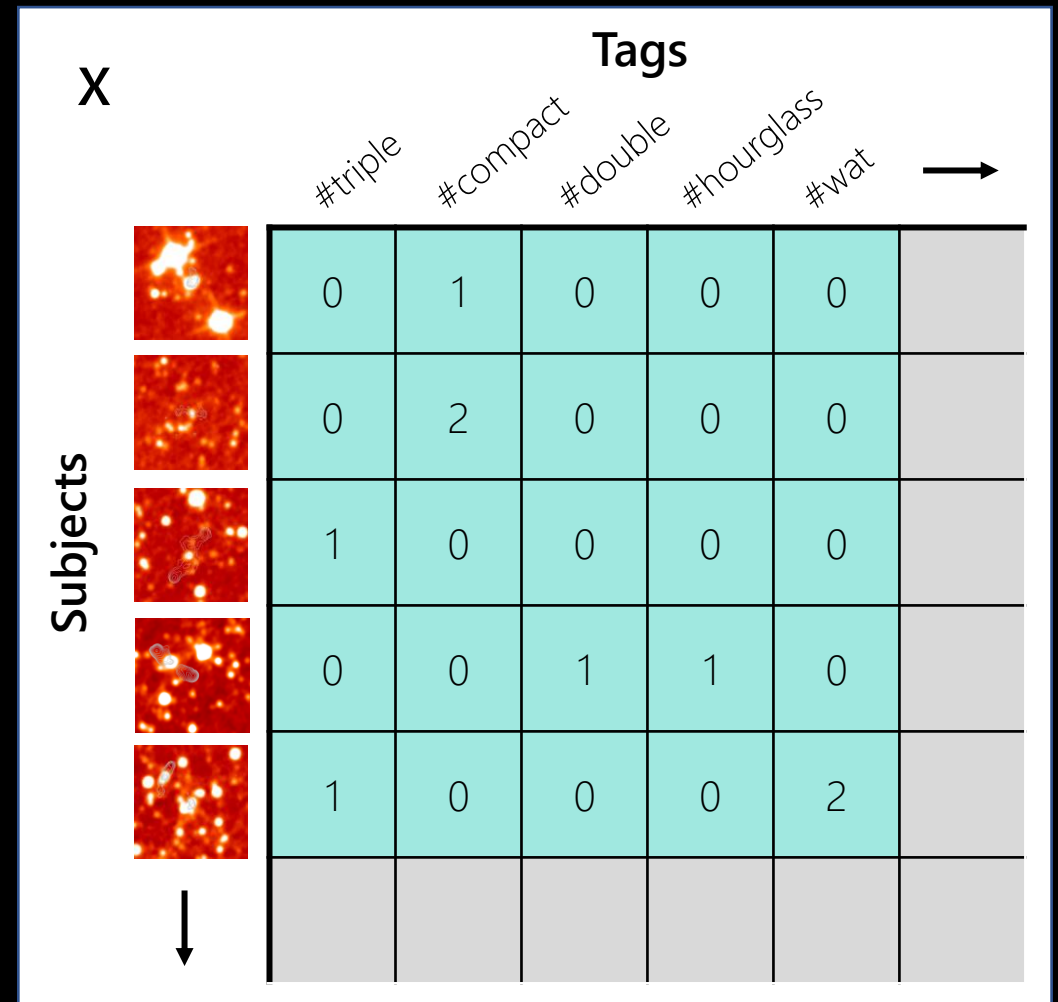 Tags
X
#triple #compact #double #hourglass #wat
Subjects
0 1 0 0 0
0 2 0 0 0
1 0 0 0 0
0 0 1 1 0
1 0 0 0 2